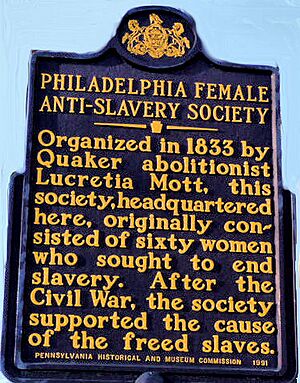 PHILADELPHIA FEMALE
ANTI-SLAVERY SOCIETY
Organized in 1833 by
Quaker abolitionist
Lucretia Mott, this
society, headquartered
here, originally con-
sisted of sixty women
who sought to end
slavery. After the
Civil War, the society
supported the cause
of the freed slaves.
PENNSYLVANIA HISTORICAL AND MUSEUM COMMISSION 1991